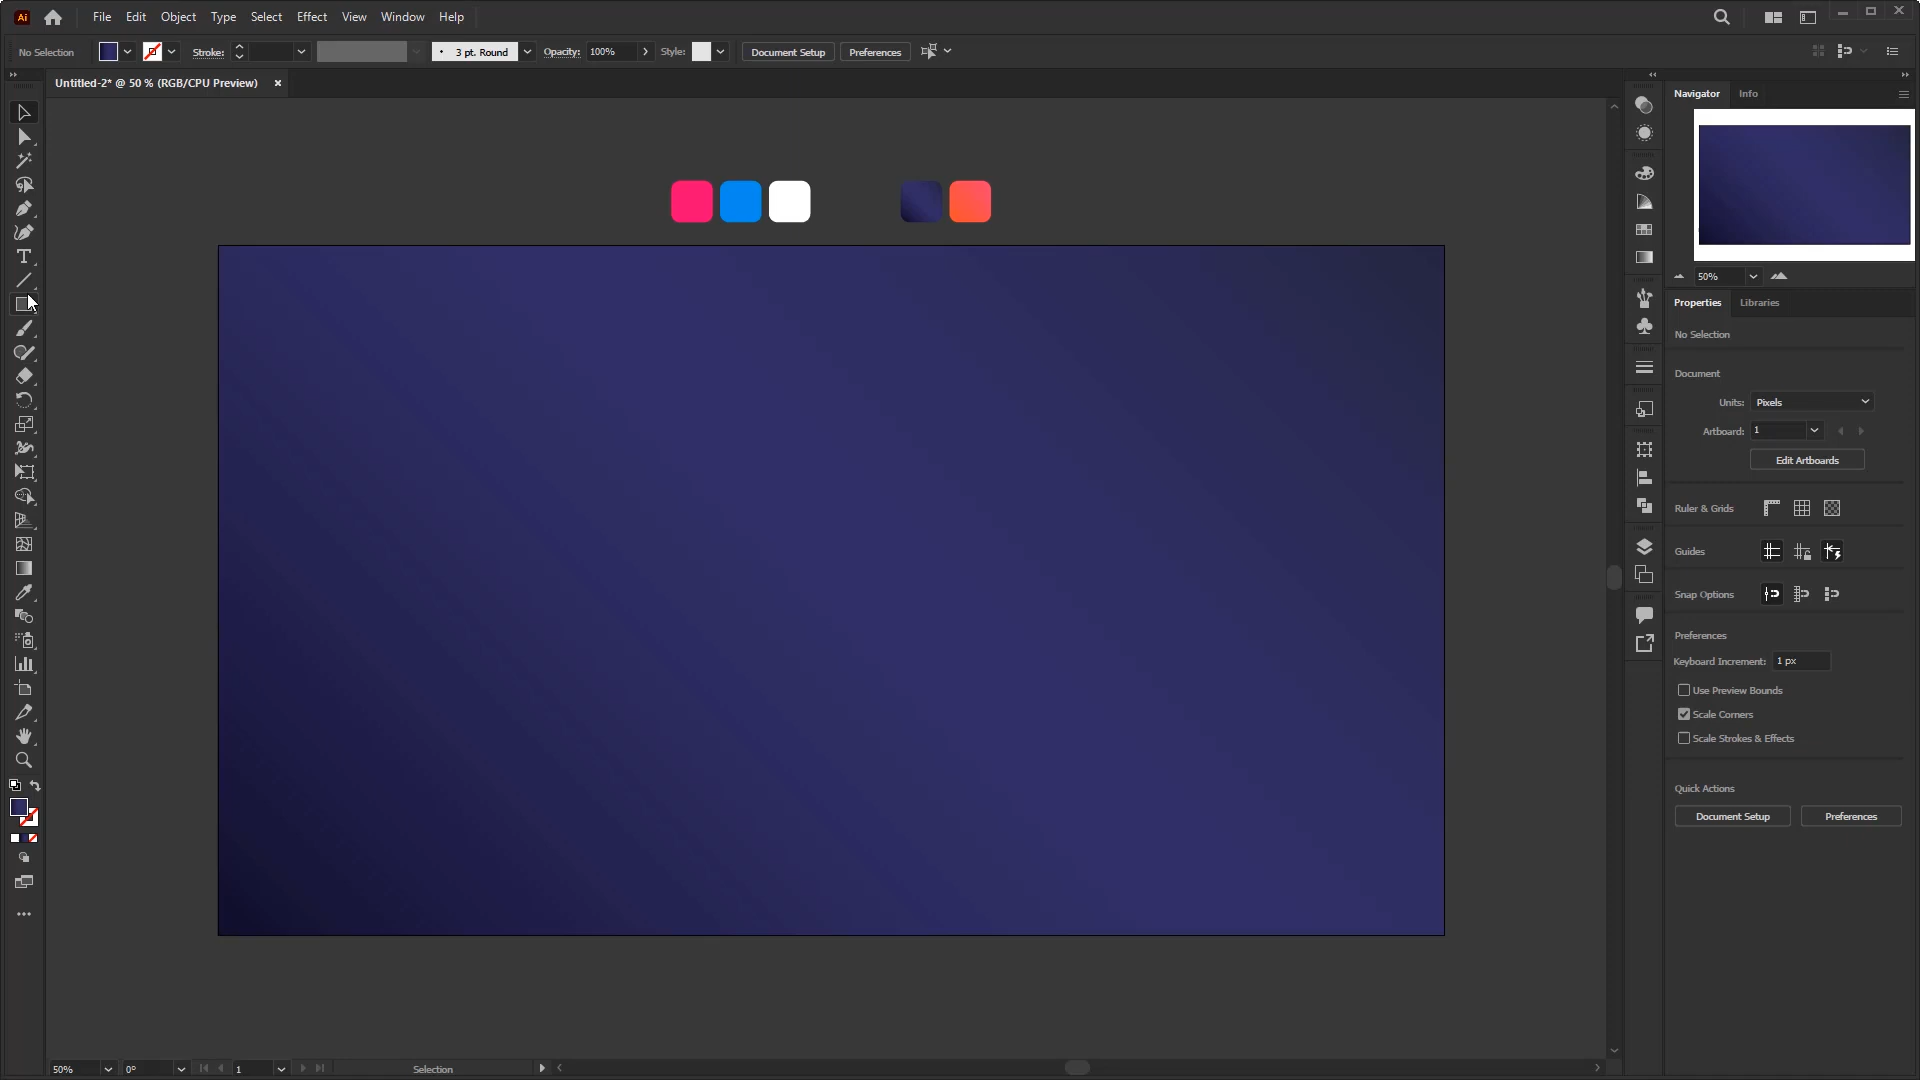 Ai File Edit Object Type Select Effect View Window Help
No Selection Stroke: 3 pt. Round Opacity: 100% Style: Document Setup Preferences
Untitled-2* @ 50 % (RGB/CPU Preview) ×
Navigator Info
50%
Properties Libraries
No Selection
Document
Units: Pixels
Artboard: 1
Edit Artboards
Ruler & Grids
Guides
Snap Options
Preferences
Keyboard Increment: 1 px
Use Preview Bounds
Scale Corners
Scale Strokes & Effects
Quick Actions
Document Setup Preferences
50% 0° 1 Selection